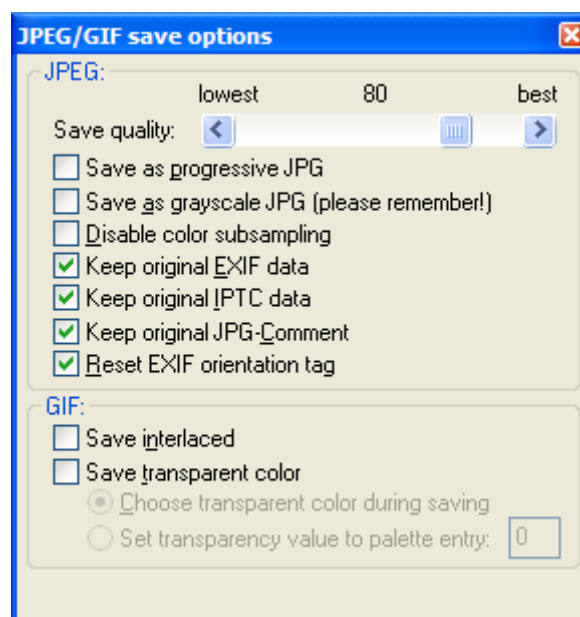 JPEG/GIF save options
JPEG:
lowest 80 best
Save quality:
Save as progressive JPG
Save as grayscale JPG (please remember!)
Disable color subsampling
Keep original EXIF data
Keep original IPTC data
Keep original JPG-Comment
Reset EXIF orientation tag
GIF:
Save interlaced
Save transparent color
Choose transparent color during saving
Set transparency value to palette entry: 0